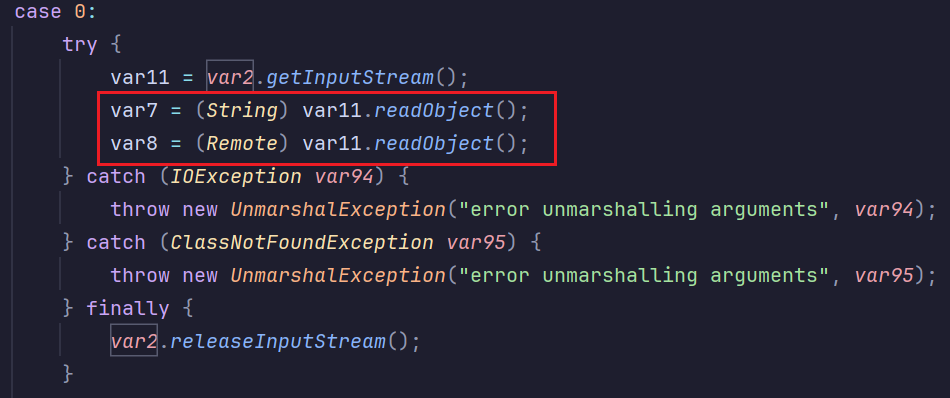 case 0:
try {
var11 = var2.getInputStream();
var7 = (String) var11.readObject();
var8 = (Remote) var11.readObject();
} catch (IOException var94) {
throw new UnmarshalException("error unmarshalling arguments", var94);
} catch (ClassNotFoundException var95) {
throw new UnmarshalException("error unmarshalling arguments", var95);
} finally {
var2.releaseInputStream();
}